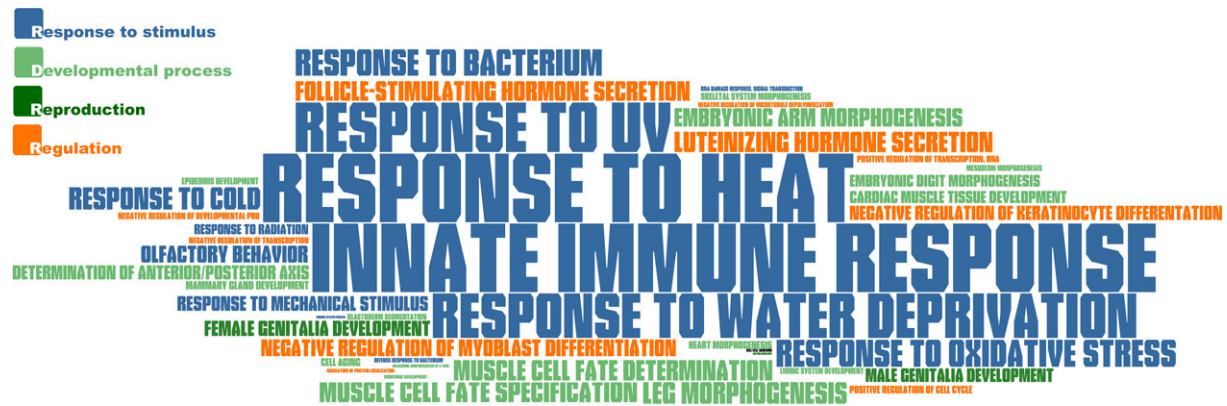 Response to stimulus
Developmental process
Reproduction
Regulation
RESPONSE TO BACTERIUM
FOLLICLE-STIMULATING HORMONE SECRETION
DNA DAMAGE RESPONSE, SIGNAL TRANSDUCTION
SKELETAL SYSTEM MORPHOGENESIS
NEGATIVE REGULATION OF MICROTUBULE DEPOLYMERIZATION
RESPONSE TO UV
EMBRYONIC ARM MORPHOGENESIS
LUTEINIZING HORMONE SECRETION
POSITIVE REGULATION OF TRANSCRIPTION, DNA
MESODERM MORPHOGENESIS
EPIDERMIS DEVELOPMENT
RESPONSE TO COLD
NEGATIVE REGULATION OF DEVELOPMENTAL PRO
RESPONSE TO HEAT
EMBRYONIC DIGIT MORPHOGENESIS
CARDIAC MUSCLE TISSUE DEVELOPMENT
NEGATIVE REGULATION OF KERATINOCYTE DIFFERENTATION
RESPONSE TO RADIATION
NEGATIVE REGULATION OF TRANSCRIPTION
OLFACTORY BEHAVIOR
DETERMINATION OF ANTERIOR/POSTERIOR AXIS
MAMMARY GLAND DEVELOPMENT
INNATE IMMUNE RESPONSE
RESPONSE TO MECHANICAL STIMULUS
BLASTODERM SEGMENTATION
FEMALE GENITALIA DEVELOPMENT
RESPONSE TO WATER DEPRIVATION
NEGATIVE REGULATION OF MYOBLAST DIFFERENTIATION
HEART MORPHOGENESIS
RESPONSE TO OXIDATIVE STRESS
CELL AGING
DEFENSE RESPONSE TO BACTERIUM
REGULATION OF PROTEIN LOCALIZATION
MUSCLE CELL FATE DETERMINATION
LIMBIC SYSTEM DEVELOPMENT
MALE GENITALIA DEVELOPMENT
MUSCLE CELL FATE SPECIFICATION
LEG MORPHOGENESIS
POSITIVE REGULATION OF CELL CYCLE